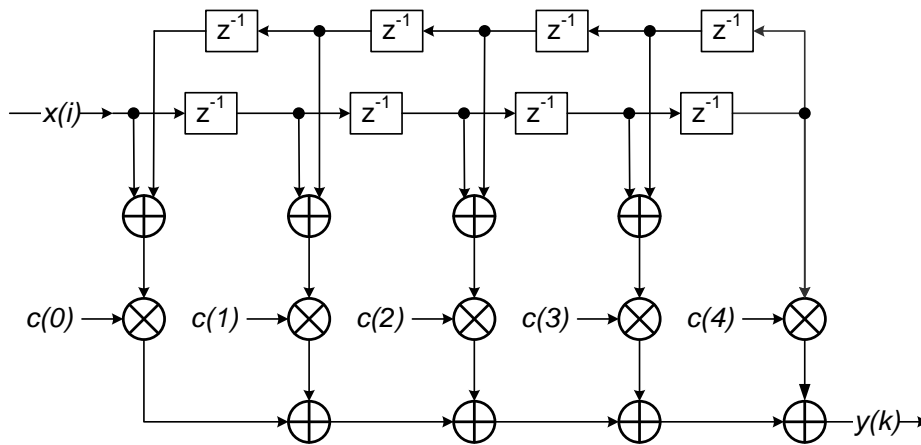 z⁻¹ z⁻¹ z⁻¹ z⁻¹
x(i) z⁻¹ z⁻¹ z⁻¹ z⁻¹
c(0) c(1) c(2) c(3) c(4)
y(k)